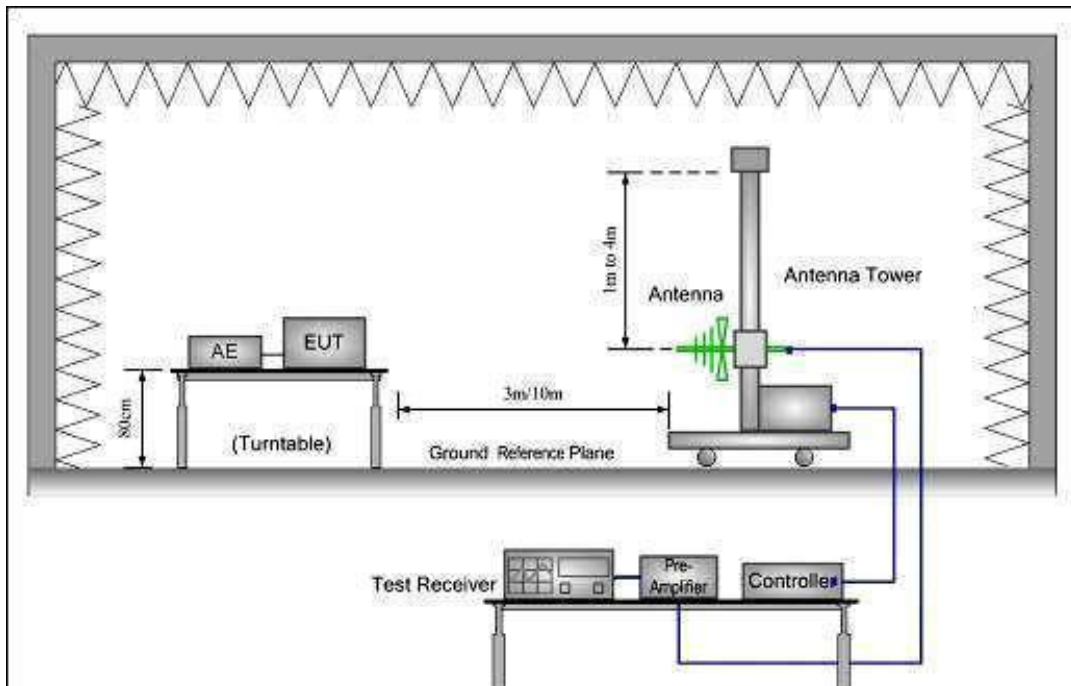 1m to 4m
Antenna Tower
Antenna
AE
EUT
3m/10m
80cm
(Turntable)
Ground Reference Plane
Test Receiver
Pre-
Amplifier
Controlle